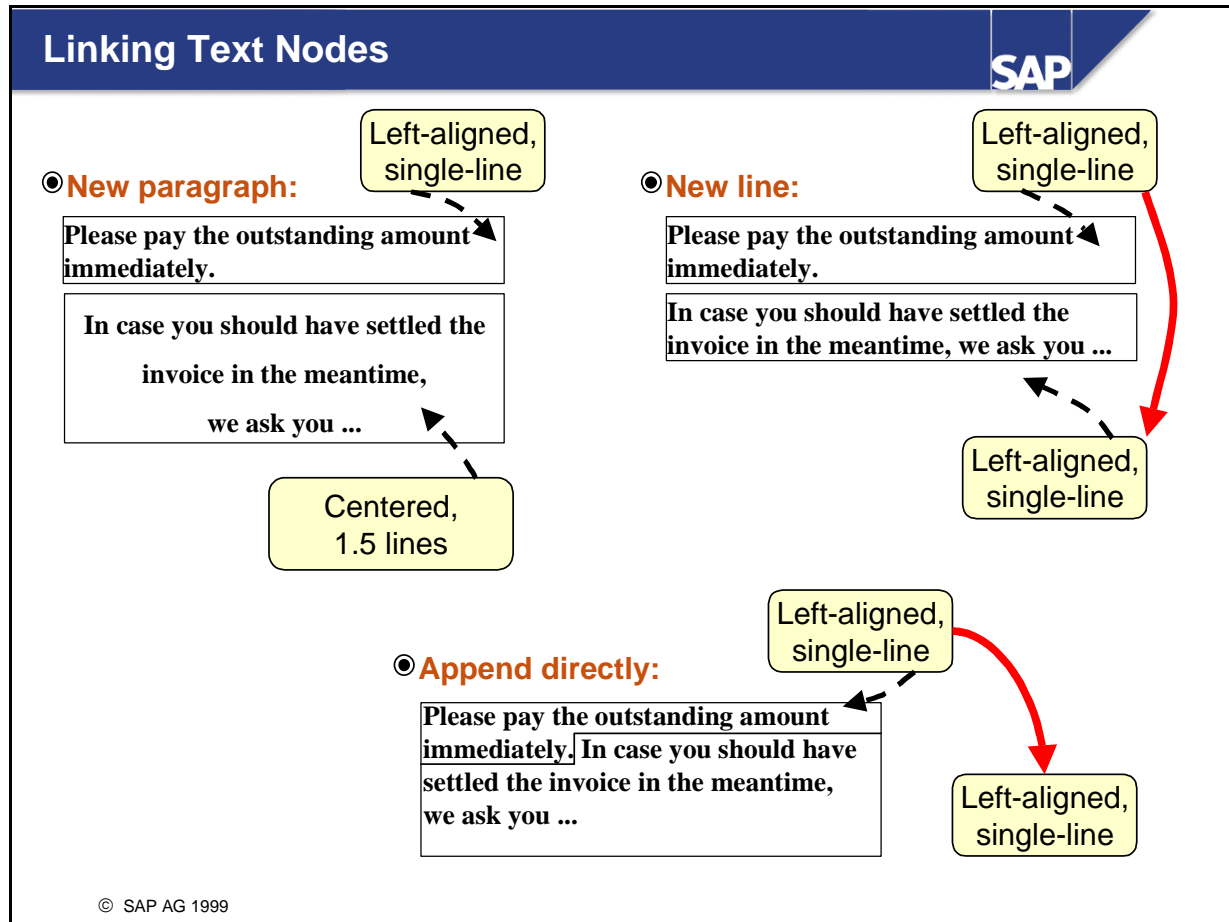 Linking Text Nodes
SAP
Left-aligned,
single-line
New paragraph:
Please pay the outstanding amount
immediately.
In case you should have settled the
invoice in the meantime,
we ask you ...
Centered,
1.5 lines
Left-aligned,
single-line
New line:
Please pay the outstanding amount
immediately.
In case you should have settled the
invoice in the meantime, we ask you ...
Left-aligned,
single-line
Left-aligned,
single-line
Append directly:
Please pay the outstanding amount
immediately. In case you should have
settled the invoice in the meantime,
we ask you ...
Left-aligned,
single-line
© SAP AG 1999